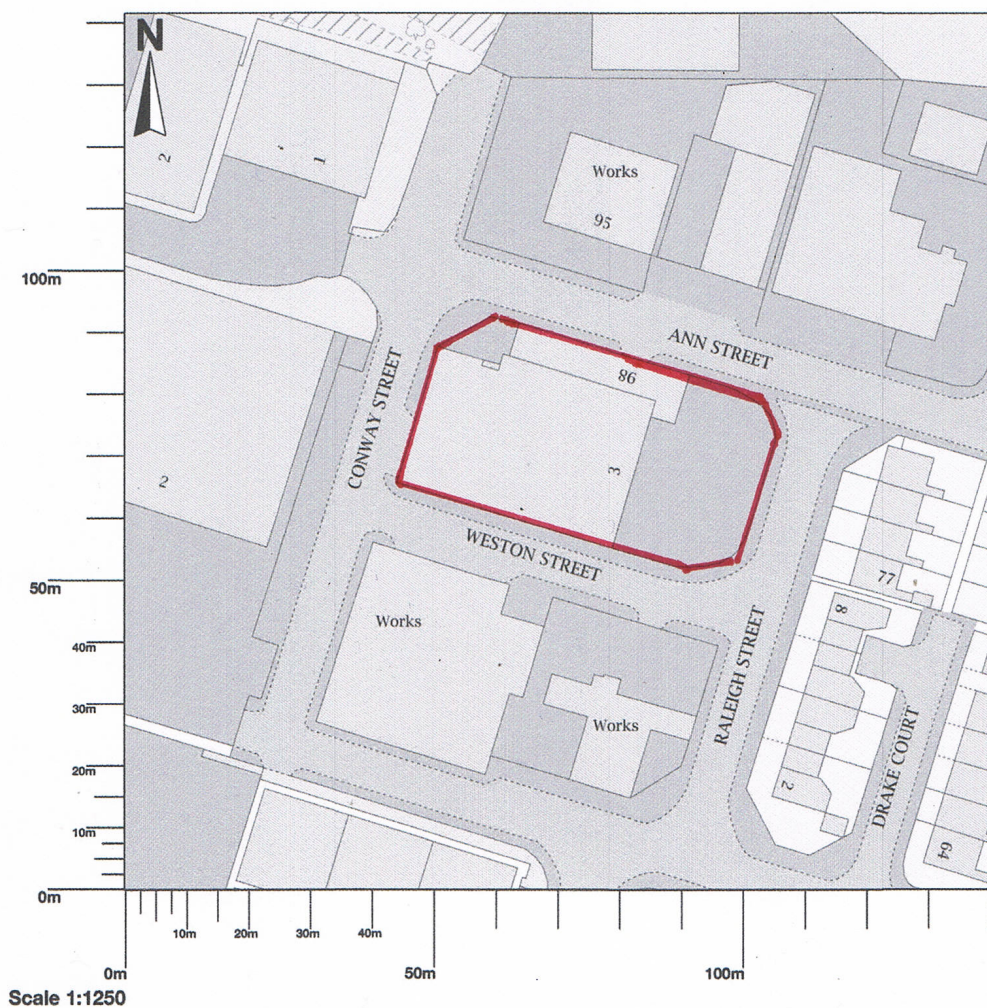 N
2
1
Works
95
100m
ANN STREET
86
CONWAY STREET
3
2
WESTON STREET
50m
77
8
Works
40m
RALEIGH STREET
30m
Works
DRAKE COURT
20m
2
10m
64
0m
10m
20m
30m
40m
0m
50m
100m
Scale 1:1250